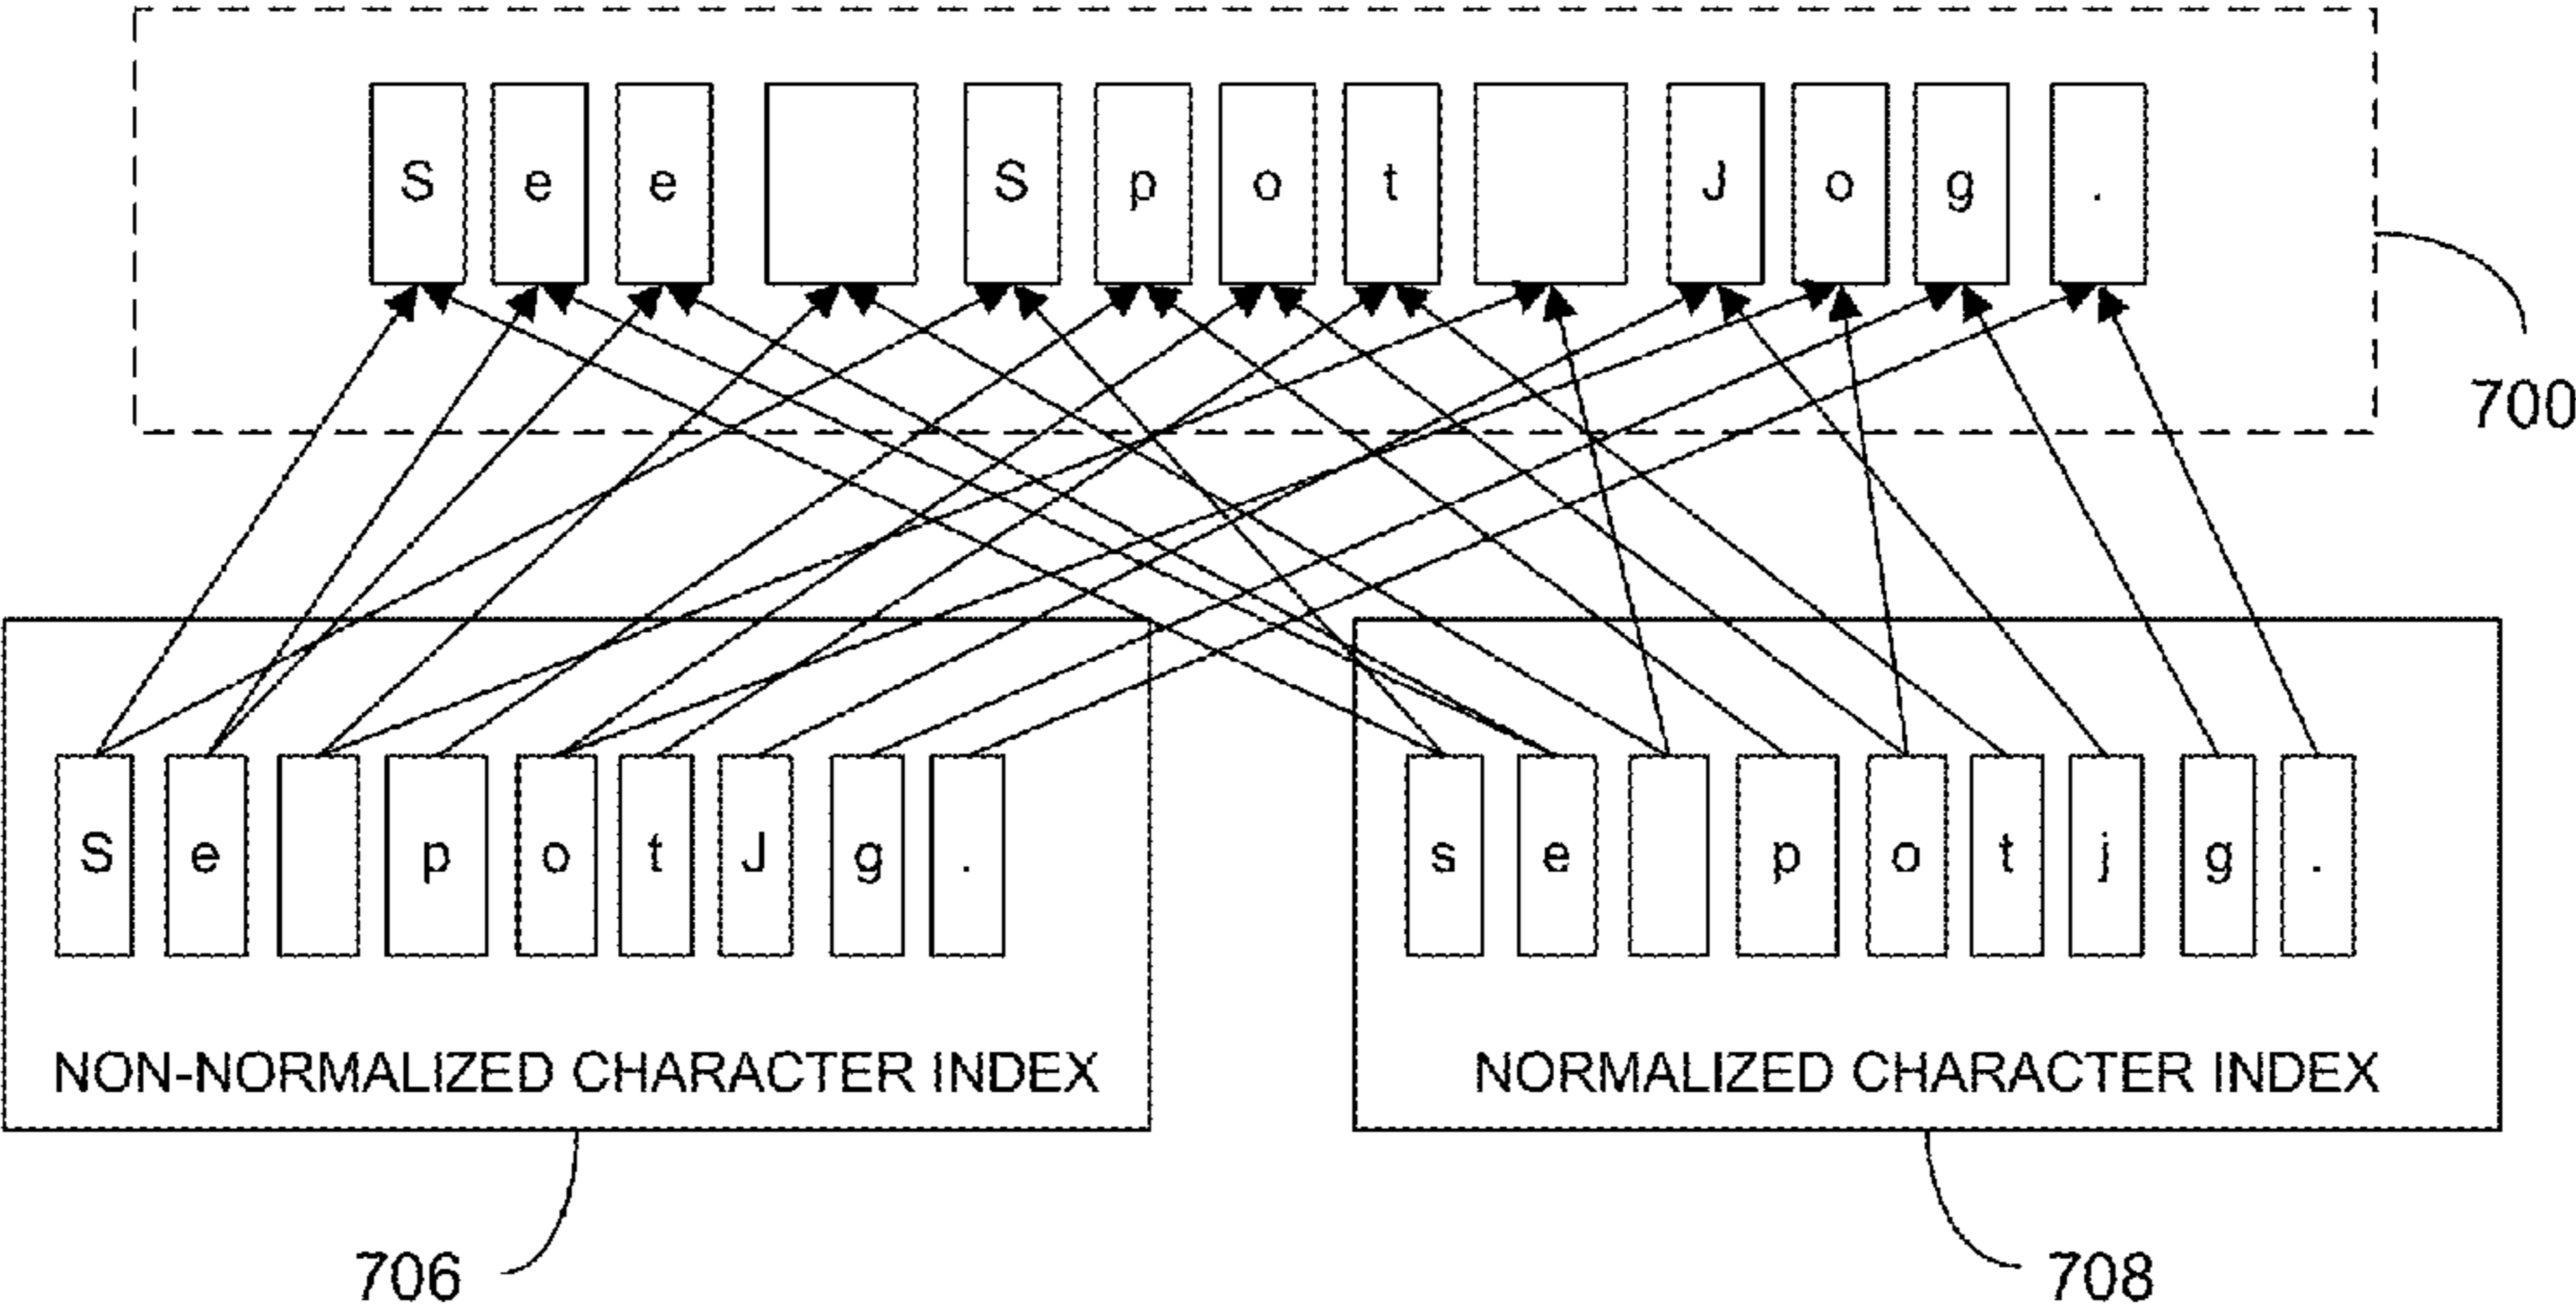 S e e S p o t J o g .
700
S e p o t J g .
s e p o t j g .
NON-NORMALIZED CHARACTER INDEX
NORMALIZED CHARACTER INDEX
706
708